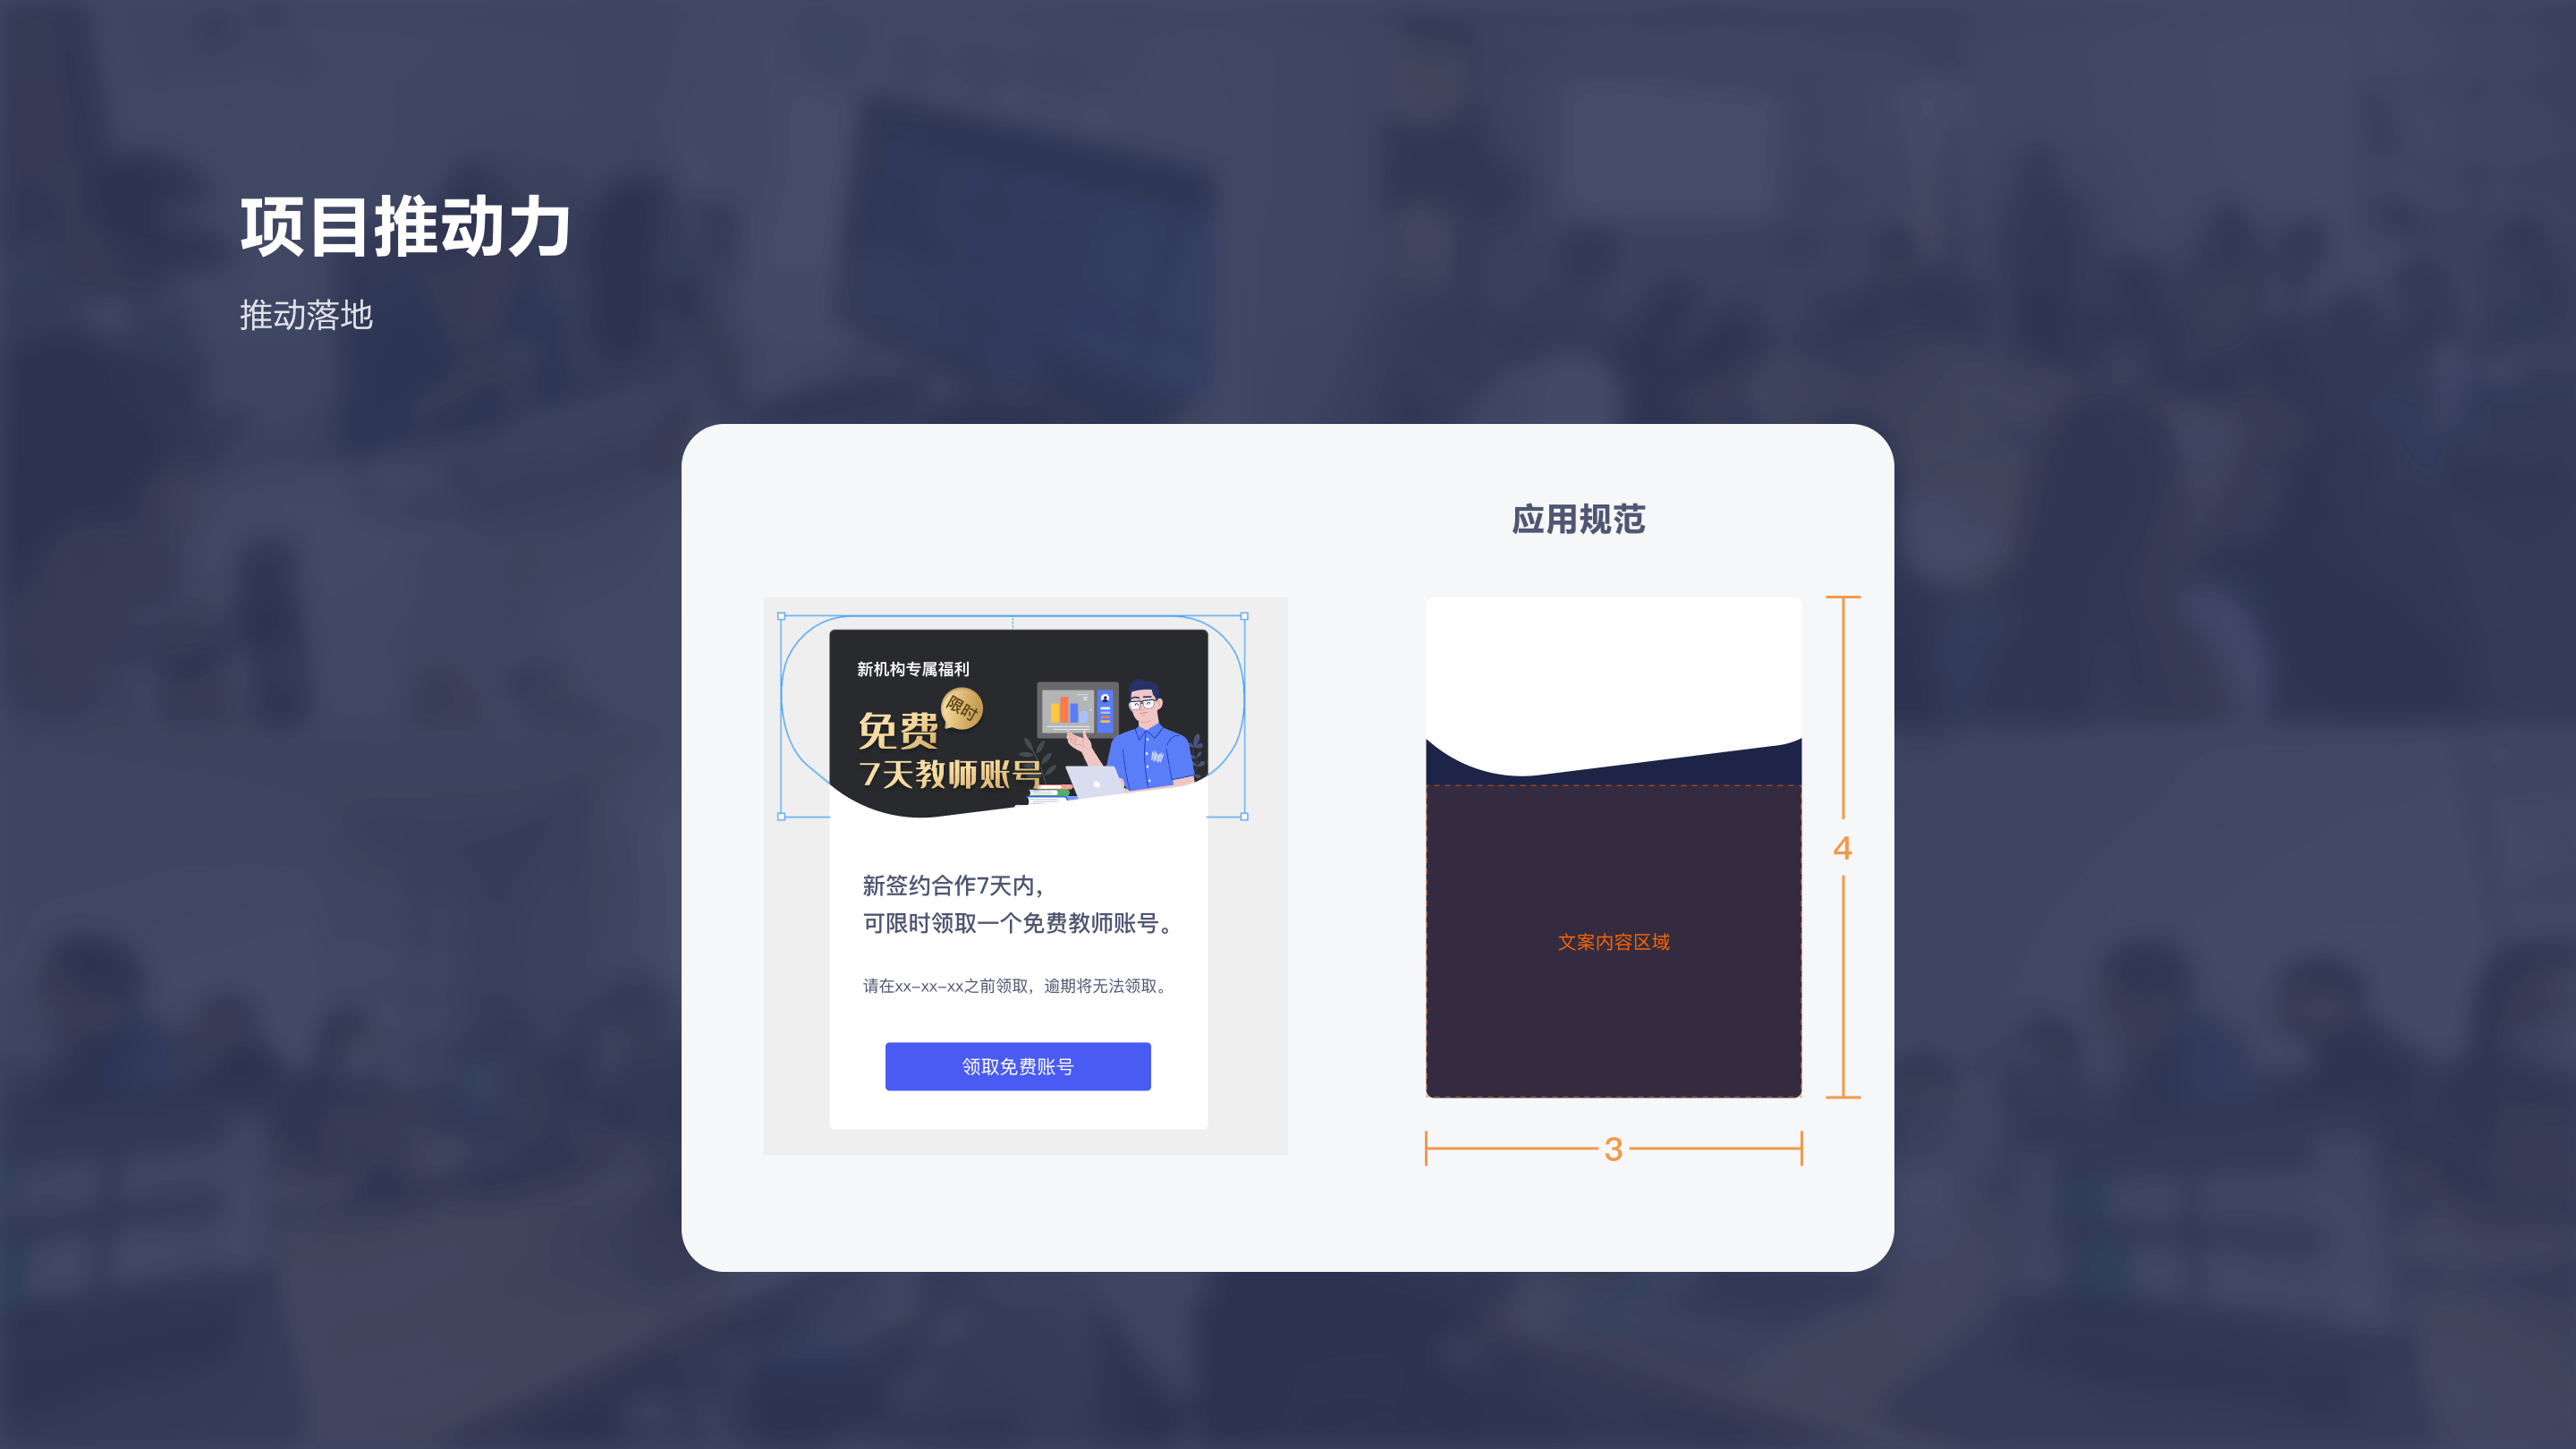 项目推动力
推动落地
应用规范
新机构专属福利
限时
免费
7天教师账号
新签约合作7天内，
可限时领取一个免费教师账号。
请在xx-xx-xx之前领取，逾期将无法领取。
领取免费账号
文案内容区域
4
3